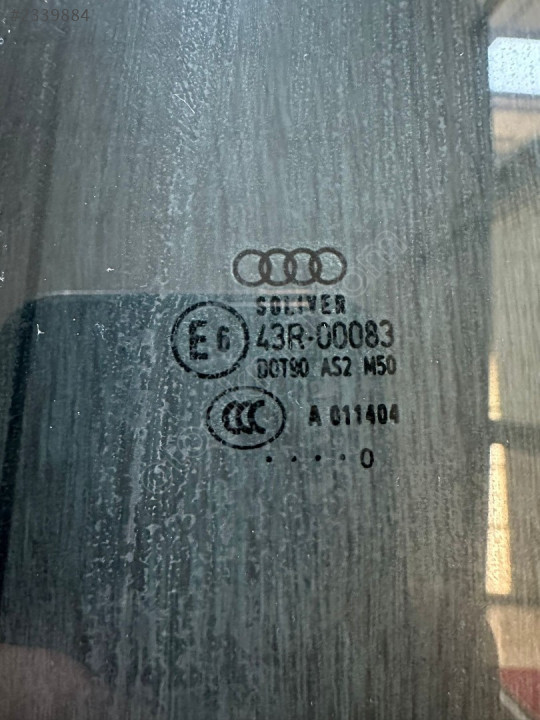 SOLIVER
E6 43R-00083
DOT90 AS2 M50
CCC A 011404
· · · · 0